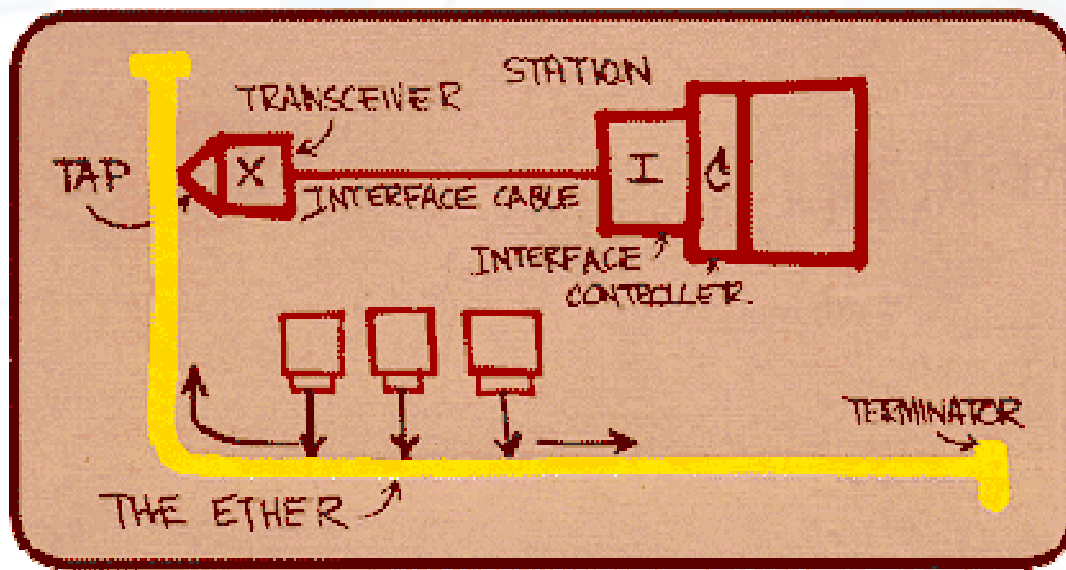 STATION
TRANSCEIVER
TAP
X
I
C
INTERFACE CABLE
INTERFACE
CONTROLLER.
TERMINATOR
THE ETHER